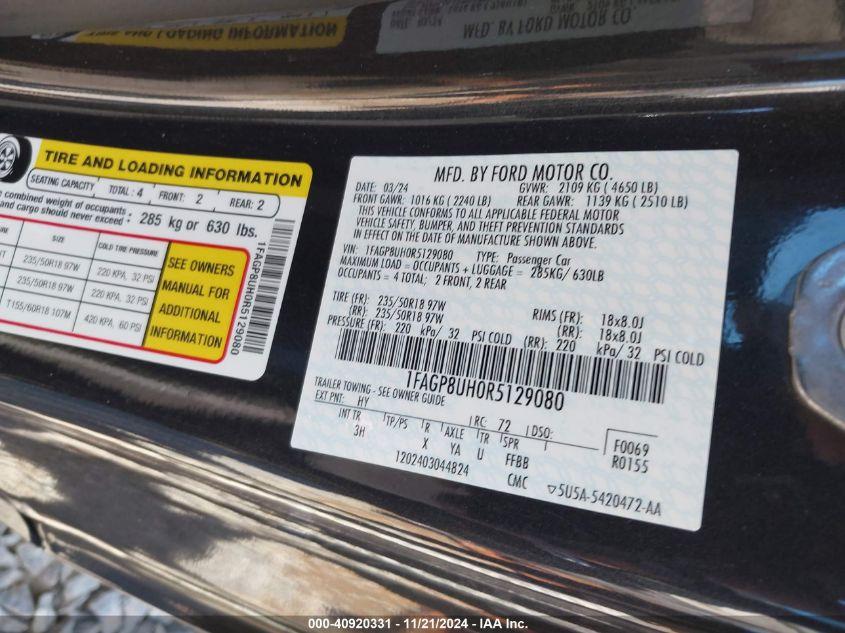 TIRE AND LOADING INFORMATION
SEATING CAPACITY TOTAL: 4 FRONT: 2 REAR: 2
combined weight of occupants
and cargo should never exceed: 285 kg or 630 lbs.
SIZE COLD TIRE PRESSURE
235/50R18 97W 220 KPA, 32 PSI
235/50R18 97W 220 KPA, 32 PSI
T155/60R18 107M 420 KPA, 60 PSI
SEE OWNERS
MANUAL FOR
ADDITIONAL
INFORMATION
1FAGP8UH0R5129080
MFD. BY FORD MOTOR CO.
DATE: 03/24 GVWR: 2109 KG ( 4650 LB)
FRONT GAWR: 1016 KG ( 2240 LB) REAR GAWR: 1139 KG ( 2510 LB)
THIS VEHICLE CONFORMS TO ALL APPLICABLE FEDERAL MOTOR
VEHICLE SAFETY, BUMPER, AND THEFT PREVENTION STANDARDS
IN EFFECT ON THE DATE OF MANUFACTURE SHOWN ABOVE.
VIN: 1FAGP8UH0R5129080 TYPE: Passenger Car
MAXIMUM LOAD = OCCUPANTS + LUGGAGE = 285KG/ 630LB
OCCUPANTS = 4 TOTAL; 2 FRONT, 2 REAR
TIRE (FR): 235/50R18 97W RIMS (FR): 18x8.0J
(RR): 235/50R18 97W (RR): 18x8.0J
PRESSURE (FR): 220 kPa/ 32 PSI COLD (RR): 220 kPa/ 32 PSI COLD
1FAGP8UH0R5129080
TRAILER TOWING - SEE OWNER GUIDE
EXT PNT: HY RC: 72 DSO: F0069
INT TR TP/PS R AXLE TR SPR R0155
3H X YA U FFBB
1202403044824 CMC 5U5A-5420472-AA
000-40920331 - 11/21/2024 - IAA Inc.